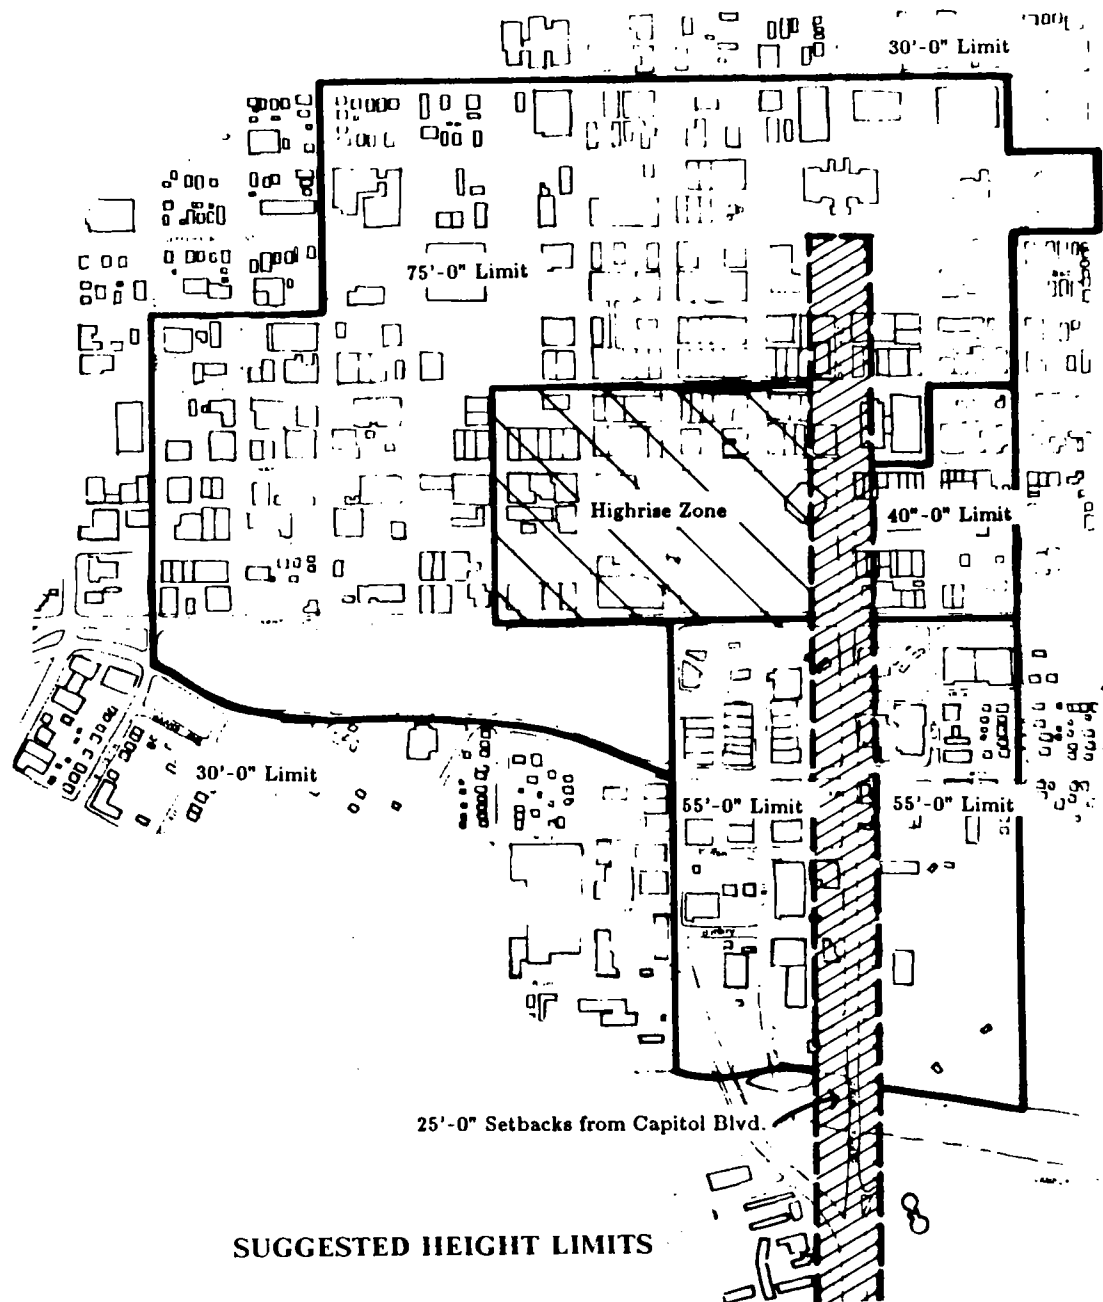 30'-0" Limit
75'-0" Limit
Highrise Zone
40"-0" Limit
30'-0" Limit
55'-0" Limit
55'-0" Limit
25'-0" Setbacks from Capitol Blvd.
SUGGESTED HEIGHT LIMITS